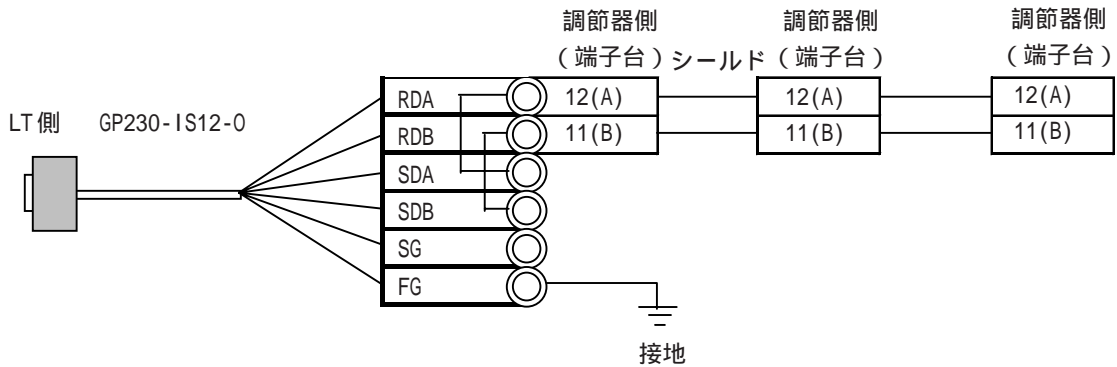 調節器側 調節器側 調節器側
(端子台) シールド (端子台) (端子台)
LT側 GP230-IS12-O
RDA 12(A) 12(A) 12(A)
RDB 11(B) 11(B) 11(B)
SDA
SDB
SG
FG
接地